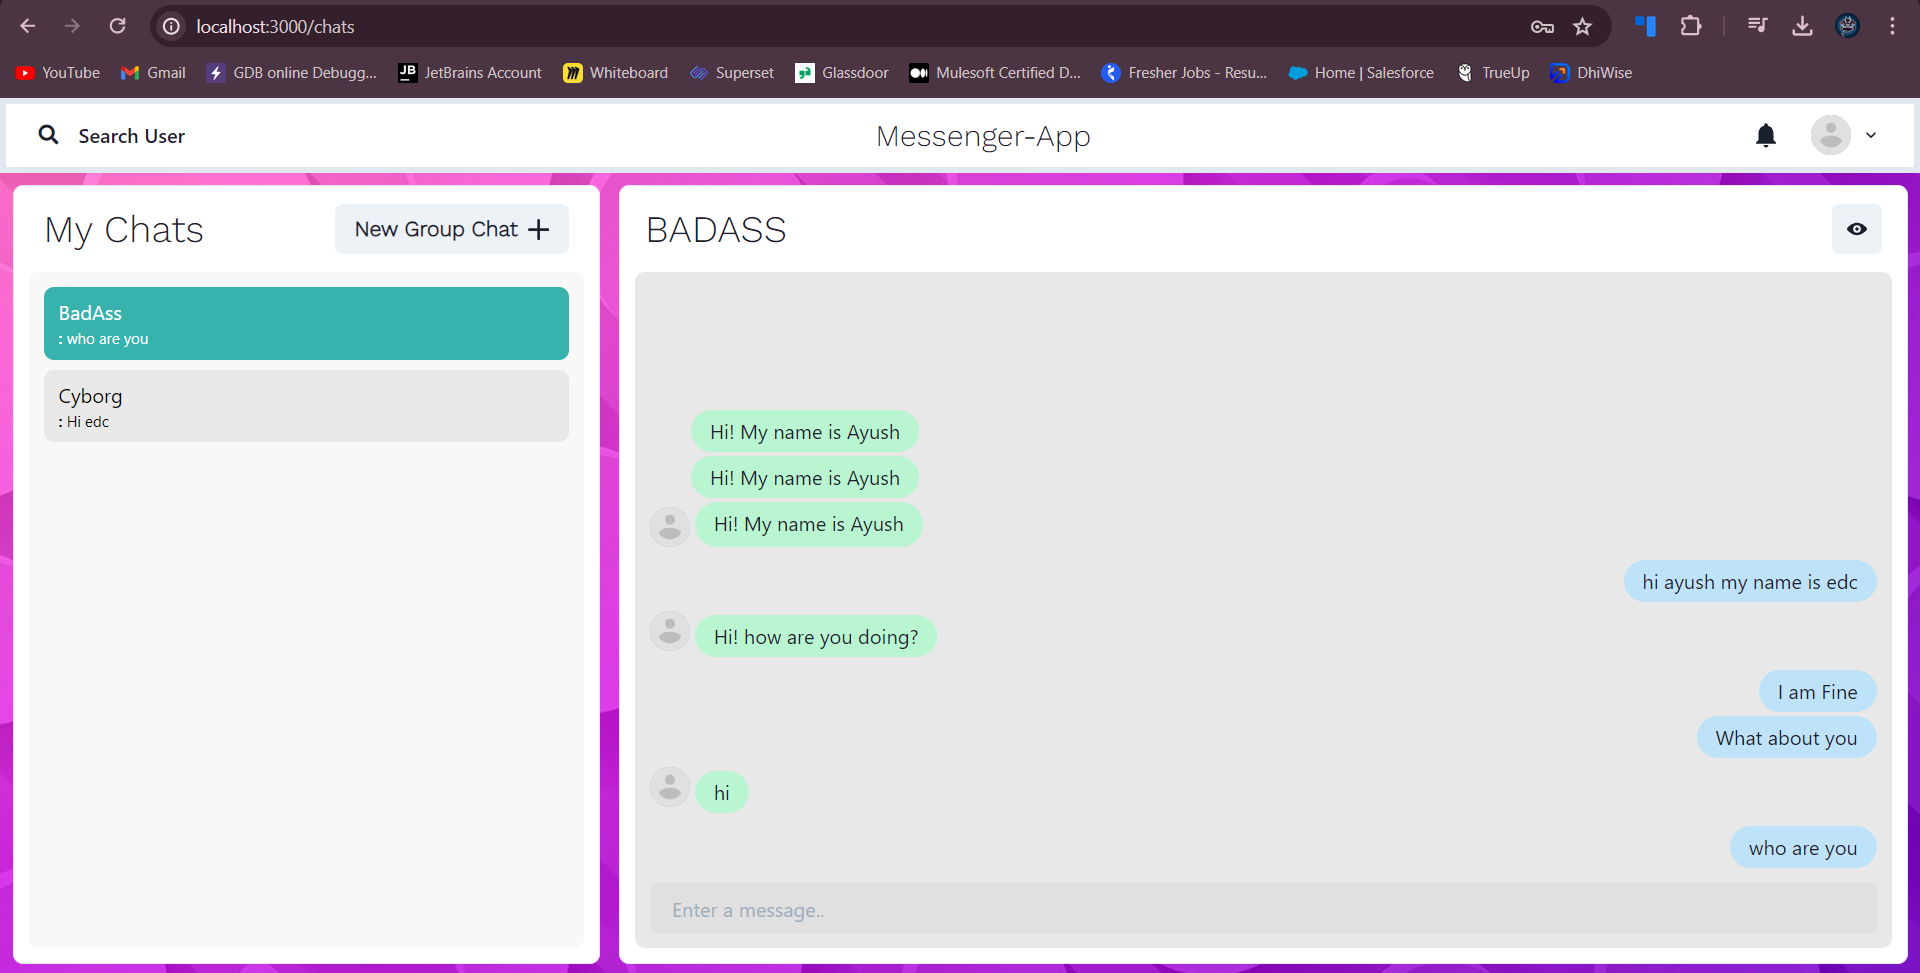 localhost:3000/chats
YouTube Gmail GDB online Debugg... JB JetBrains Account Whiteboard Superset Glassdoor Mulesoft Certified D... Fresher Jobs - Resu... Home | Salesforce TrueUp DhiWise
Search User Messenger-App
My Chats New Group Chat
BadAss
: who are you
Cyborg
: Hi edc
BADASS
Hi! My name is Ayush
Hi! My name is Ayush
Hi! My name is Ayush
hi ayush my name is edc
Hi! how are you doing?
I am Fine
What about you
hi
who are you
Enter a message..